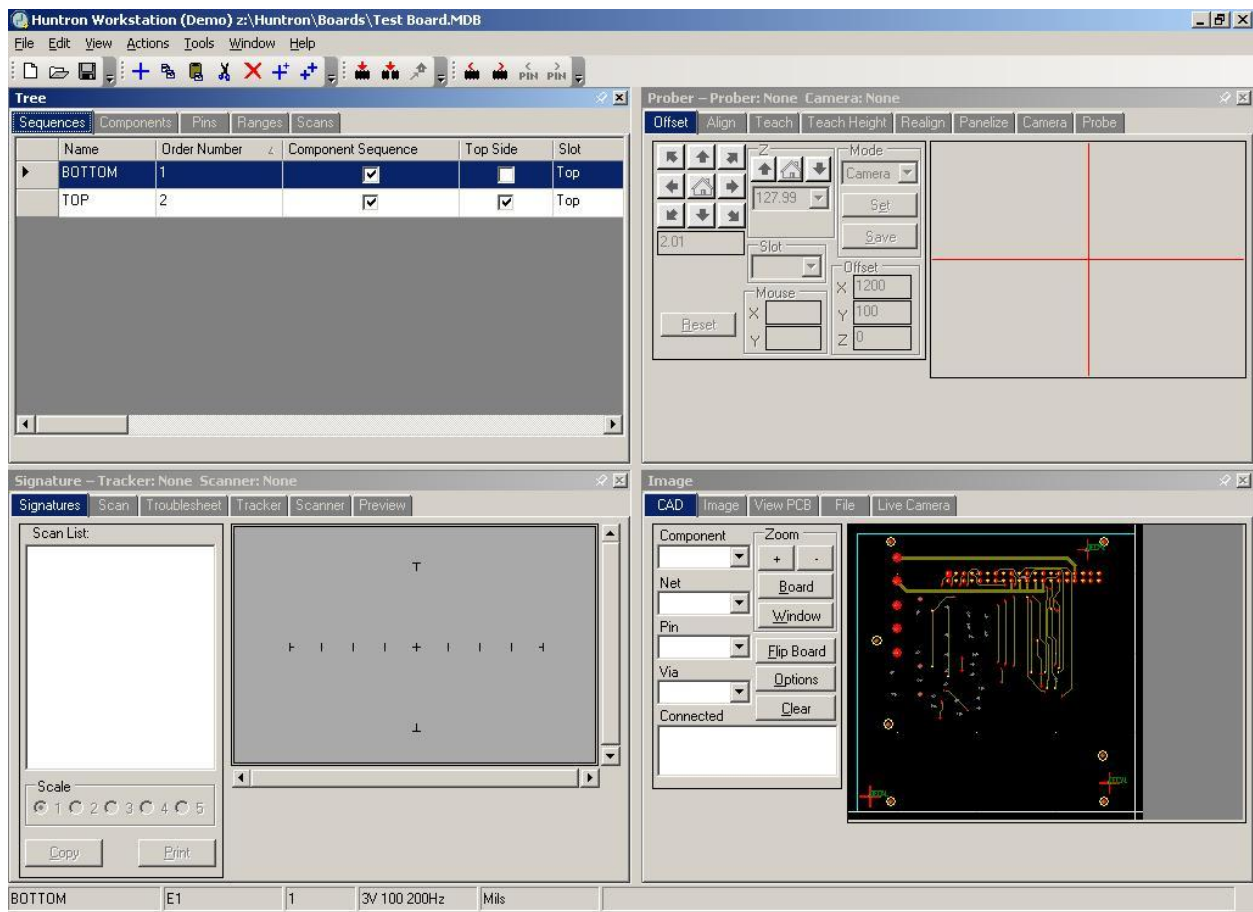 Huntron Workstation (Demo) z:\Huntron\Boards\Test Board.MDB
File Edit View Actions Tools Window Help
PIN PIN
Tree
Sequences Components Pins Ranges Scans
Name Order Number Component Sequence Top Side Slot
BOTTOM 1 Top
TOP 2 Top
Prober – Prober: None Camera: None
Offset Align Teach Teach Height Realign Panelize Camera Probe
Z
127.99
2.01
Slot
Mouse
X
Y
Reset
Mode
Camera
Set
Save
Offset
X 1200
Y 100
Z 0
Signature – Tracker: None Scanner: None
Signatures Scan Troublesheet Tracker Scanner Preview
Scan List:
Scale
1 2 3 4 5
Copy Print
Image
CAD Image View PCB File Live Camera
Component
Net
Pin
Via
Connected
Zoom
+ -
Board
Window
Flip Board
Options
Clear
BOTTOM E1 1 3V 100 200Hz Mils